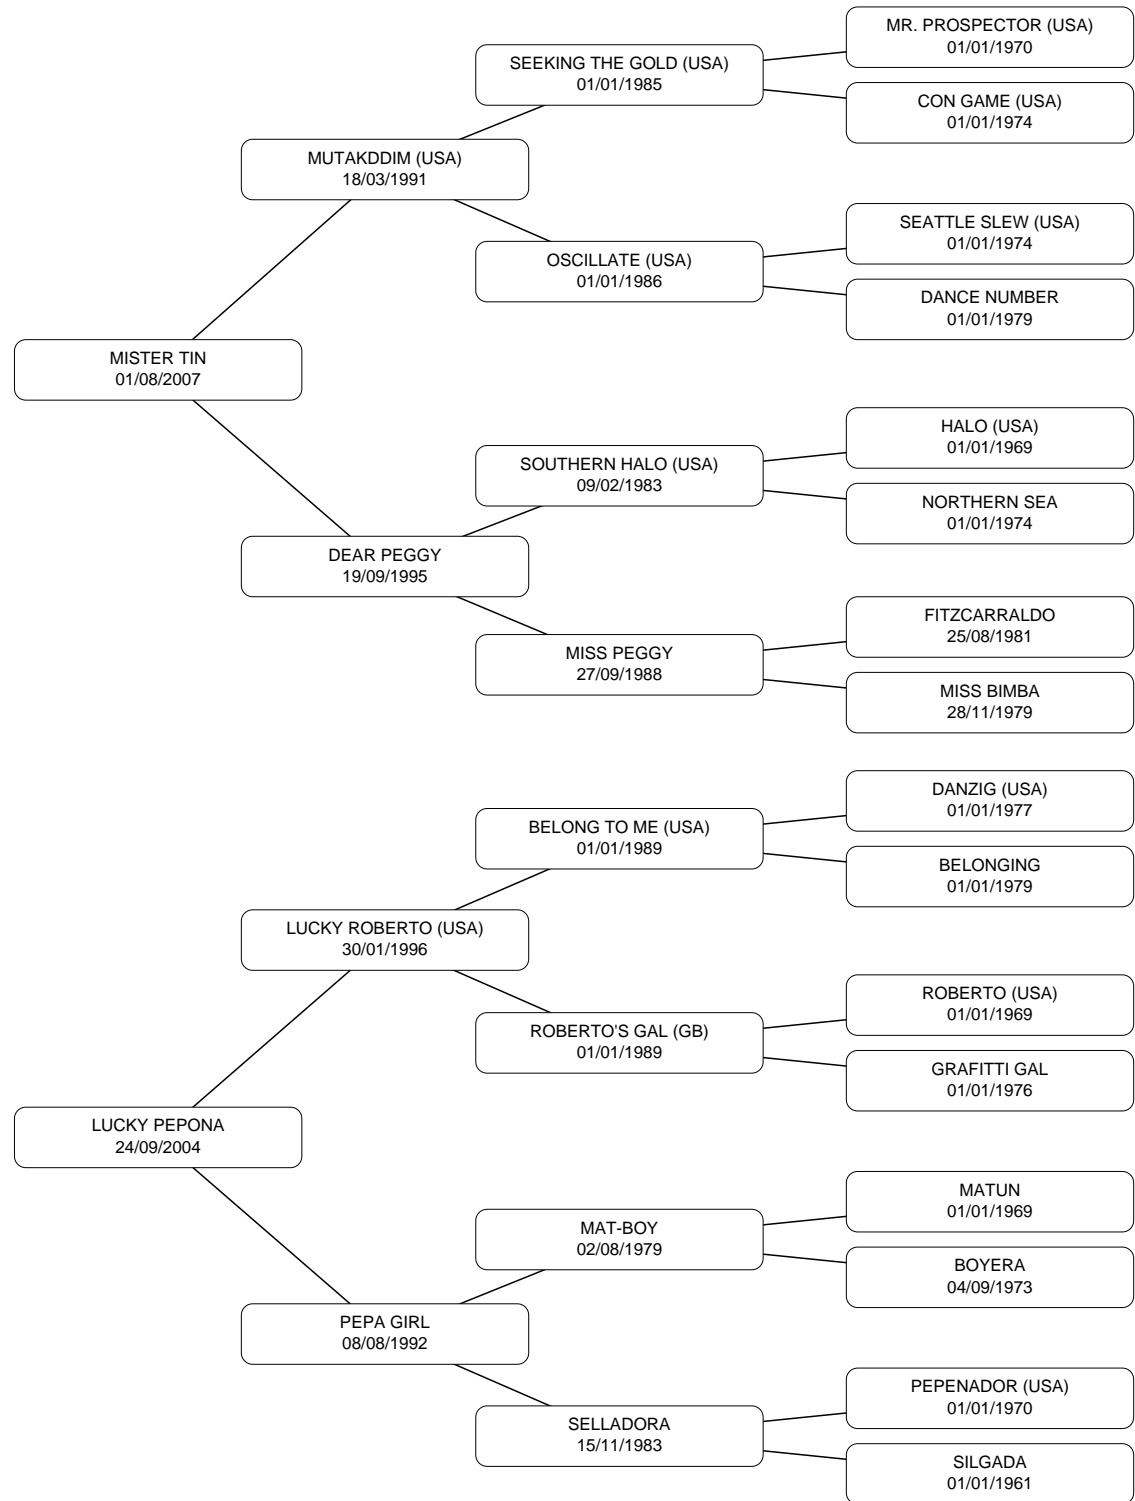 MR. PROSPECTOR (USA)
01/01/1970
SEEKING THE GOLD (USA)
01/01/1985
CON GAME (USA)
01/01/1974
MUTAKDDIM (USA)
18/03/1991
SEATTLE SLEW (USA)
01/01/1974
OSCILLATE (USA)
01/01/1986
DANCE NUMBER
01/01/1979
MISTER TIN
01/08/2007
HALO (USA)
01/01/1969
SOUTHERN HALO (USA)
09/02/1983
NORTHERN SEA
01/01/1974
DEAR PEGGY
19/09/1995
FITZCARRALDO
25/08/1981
MISS PEGGY
27/09/1988
MISS BIMBA
28/11/1979
DANZIG (USA)
01/01/1977
BELONG TO ME (USA)
01/01/1989
BELONGING
01/01/1979
LUCKY ROBERTO (USA)
30/01/1996
ROBERTO (USA)
01/01/1969
ROBERTO'S GAL (GB)
01/01/1989
GRAFITTI GAL
01/01/1976
LUCKY PEPONA
24/09/2004
MATUN
01/01/1969
MAT-BOY
02/08/1979
BOYERA
04/09/1973
PEPA GIRL
08/08/1992
PEPENADOR (USA)
01/01/1970
SELLADORA
15/11/1983
SILGADA
01/01/1961